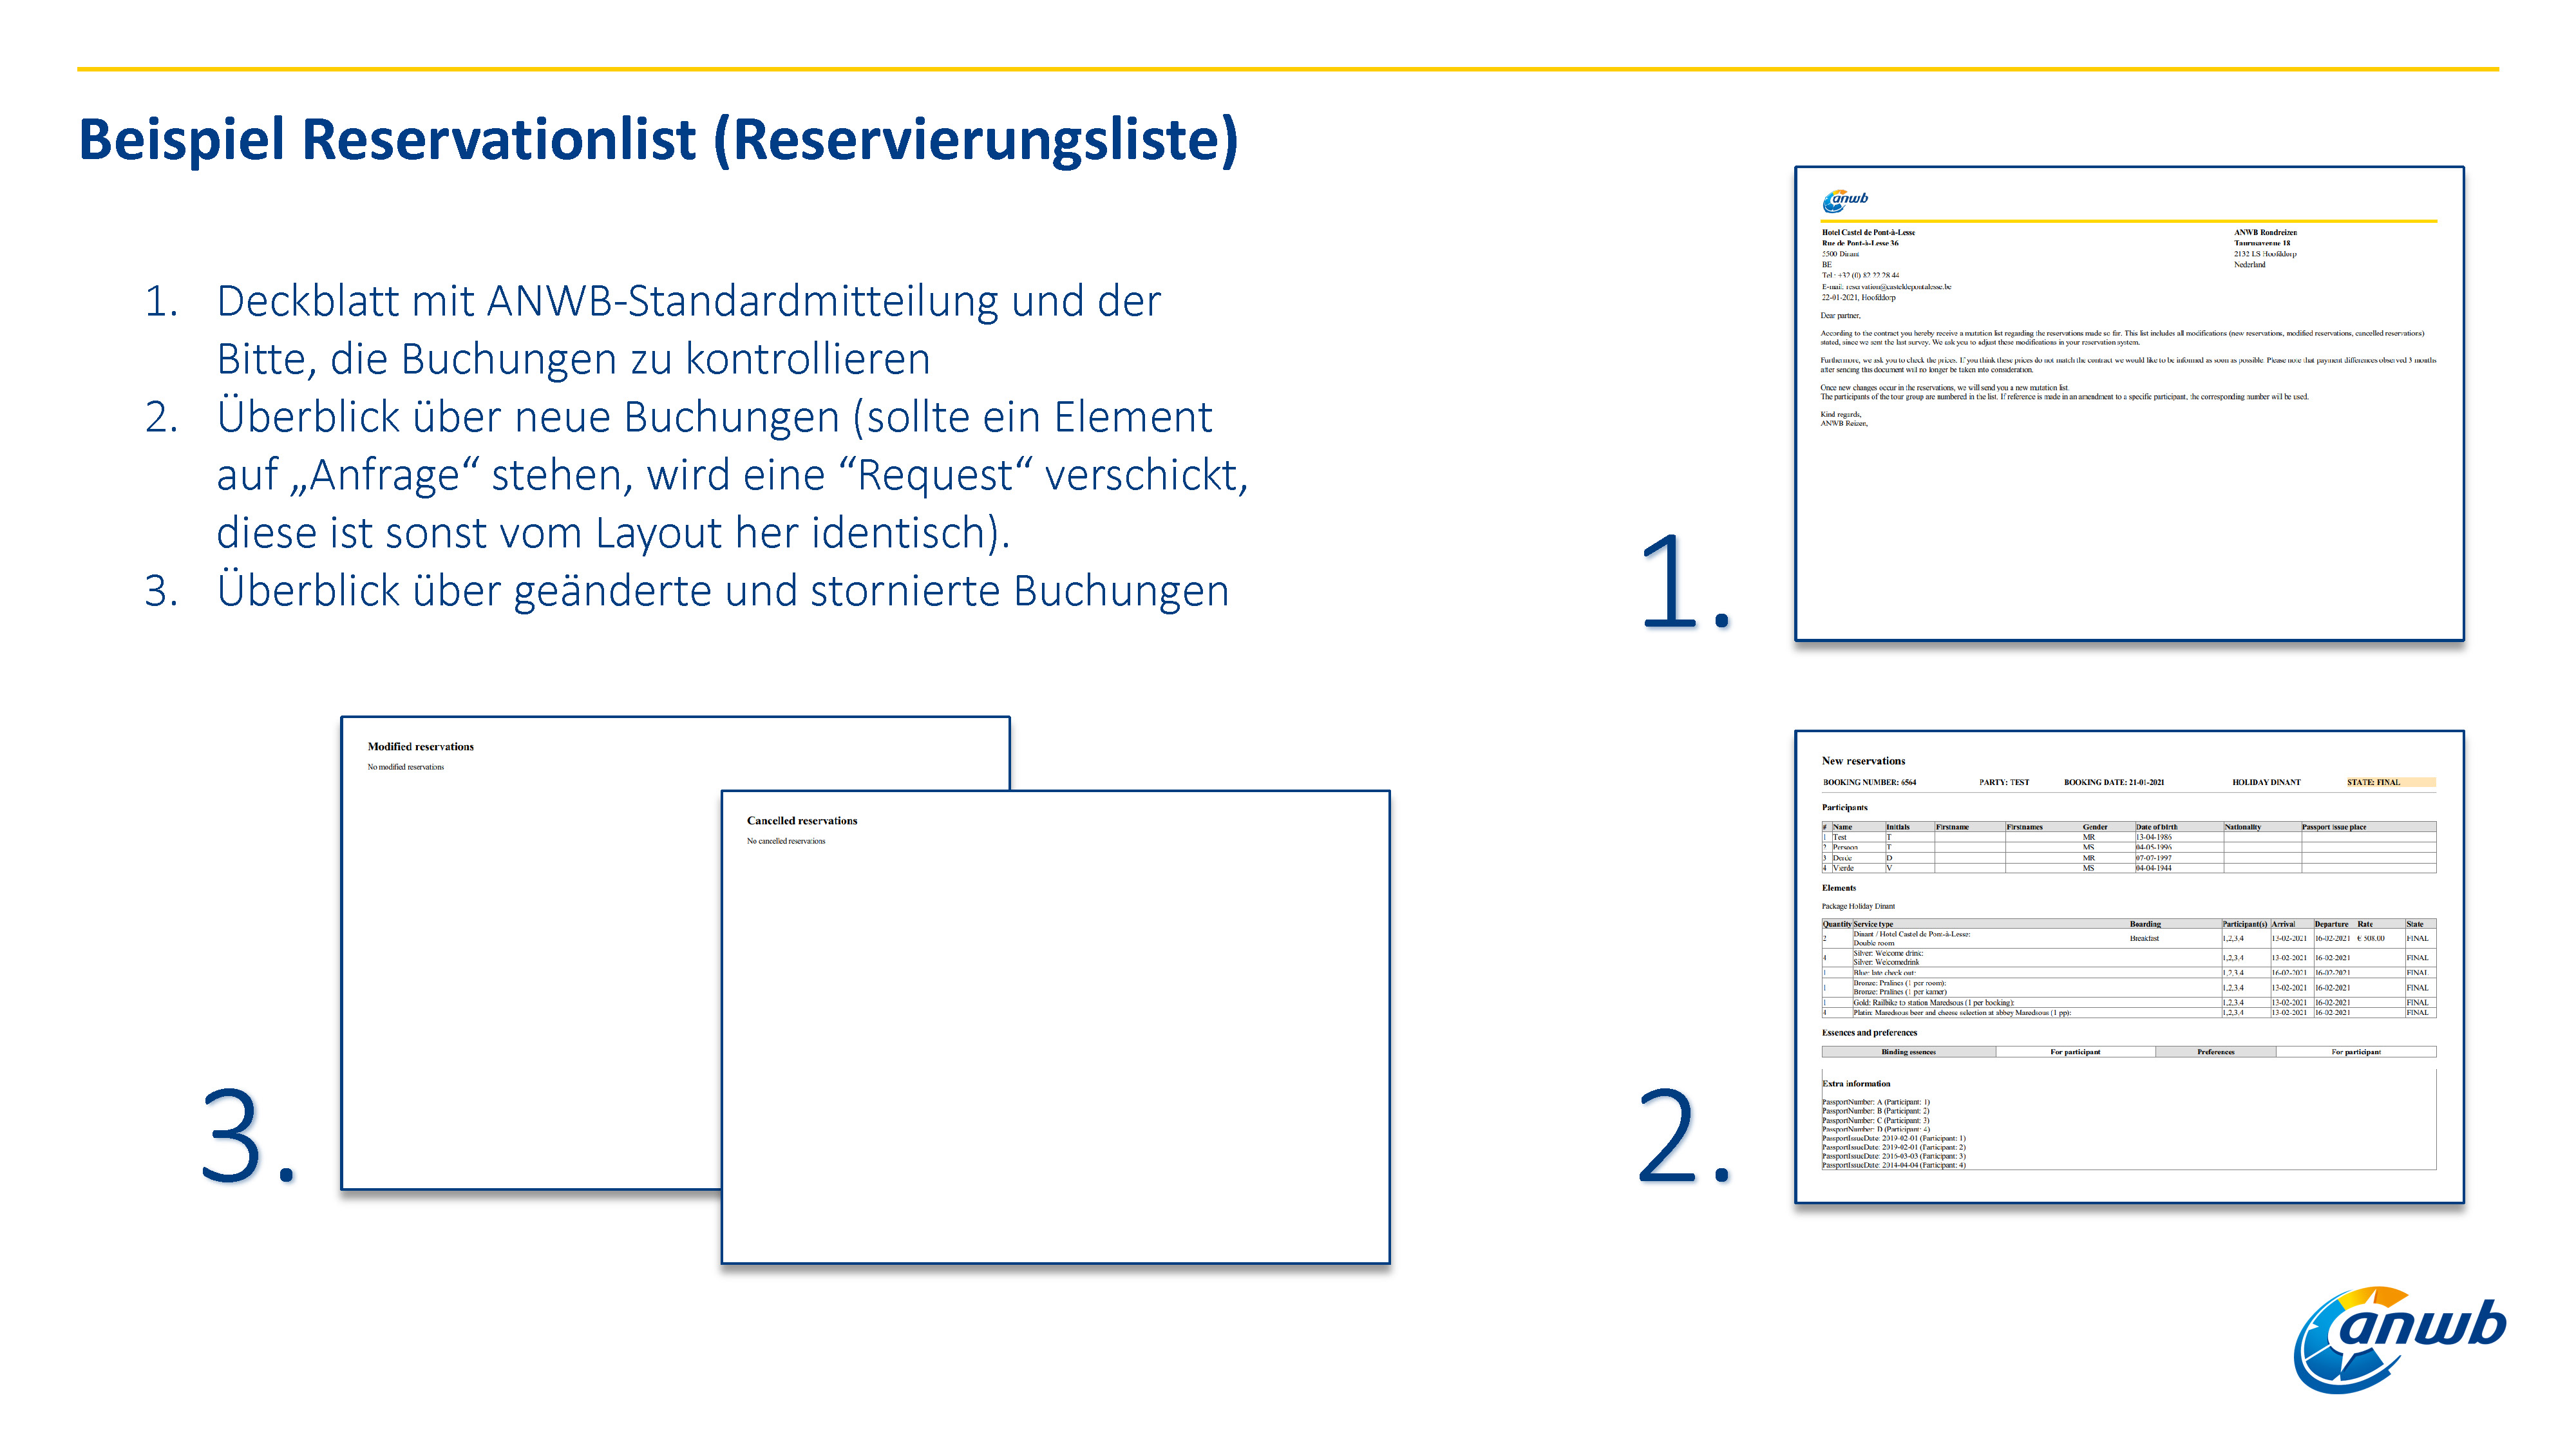 Beispiel Reservationlist (Reservierungsliste)
1. Deckblatt mit ANWB-Standardmitteilung und der
Bitte, die Buchungen zu kontrollieren
2. Überblick über neue Buchungen (sollte ein Element
auf „Anfrage“ stehen, wird eine “Request“ verschickt,
diese ist sonst vom Layout her identisch).
3. Überblick über geänderte und stornierte Buchungen
1.
anwb
Hotel Castel de Pont-à-Lesse
Rue de Pont-à-Lesse 36
5500 Dinant
BE
Tel.: +32 (0) 82 22 28 44
E-mail: reservation@casteldepontalesse.be
22-01-2021, Hoofddorp
ANWB Rondreizen
Taurusavenue 18
2132 LS Hoofddorp
Nederland
Dear partner,
According to the contract you hereby receive a mutation list regarding the reservations made so far. This list includes all modifications (new reservations, modified reservations, cancelled reservations)
stated, since we sent the last survey. We ask you to adjust these modifications in your reservation system.
Furthermore, we ask you to check the prices. If you think these prices do not match the contract we would like to be informed as soon as possible. Please note that payment differences observed 3 months
after sending this document will no longer be taken into consideration.
Once new changes occur in the reservations, we will send you a new mutation list.
The participants of the tour group are numbered in the list. If reference is made in an amendment to a specific participant, the corresponding number will be used.
Kind regards,
ANWB Reizen,
3.
Modified reservations
No modified reservations
Cancelled reservations
No cancelled reservations
2.
New reservations
BOOKING NUMBER: 6564 PARTY: TEST BOOKING DATE: 21-01-2021 HOLIDAY DINANT STATE: FINAL
Participants
# Name Initials Firstname Firstnames Gender Date of birth Nationality Passport issue place
1 Test T MR 13-04-1986
2 Persoon T MS 04-05-1996
3 Derde D MR 07-07-1997
4 Vierde V MS 04-04-1944
Elements
Package Holiday Dinant
Quantity Service type Boarding Participant(s) Arrival Departure Rate State
2 Dinant / Hotel Castel de Pont-à-Lesse: Breakfast 1,2,3,4 13-02-2021 16-02-2021 € 508.00 FINAL
Double room
4 Silver: Welcome drink: 1,2,3,4 13-02-2021 16-02-2021 FINAL
Silver: Welcomedrink
1 Blue: late check out: 1,2,3,4 16-02-2021 16-02-2021 FINAL
1 Bronze: Pralines (1 per room): 1,2,3,4 13-02-2021 16-02-2021 FINAL
Bronze: Pralines (1 per kamer)
1 Gold: Railbike to station Maredsous (1 per booking): 1,2,3,4 13-02-2021 16-02-2021 FINAL
4 Platin: Maredsous beer and cheese selection at abbey Maredsous (1 pp): 1,2,3,4 13-02-2021 16-02-2021 FINAL
Essences and preferences
Binding essences For participant Preferences For participant
Extra information
PassportNumber: A (Participant: 1)
PassportNumber: B (Participant: 2)
PassportNumber: C (Participant: 3)
PassportNumber: D (Participant: 4)
PassportIssueDate: 2019-02-01 (Participant: 1)
PassportIssueDate: 2019-02-01 (Participant: 2)
PassportIssueDate: 2016-03-03 (Participant: 3)
PassportIssueDate: 2014-04-04 (Participant: 4)
anwb